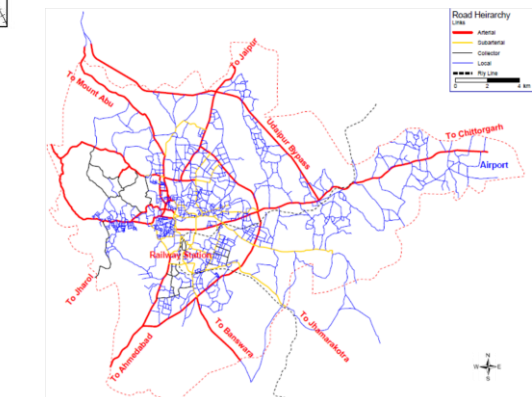 Road Heirarchy
Links
Arterial
Subarterial
Collector
Local
Rly Line
0 2 4 km
To Jaipur
To Mount Abu
Udaipur Bypass
To Chittorgarh
Airport
Railway Station
To Jharol
To Ahmedabad
To Banswara
To Jhamarakotra
N
W E
S